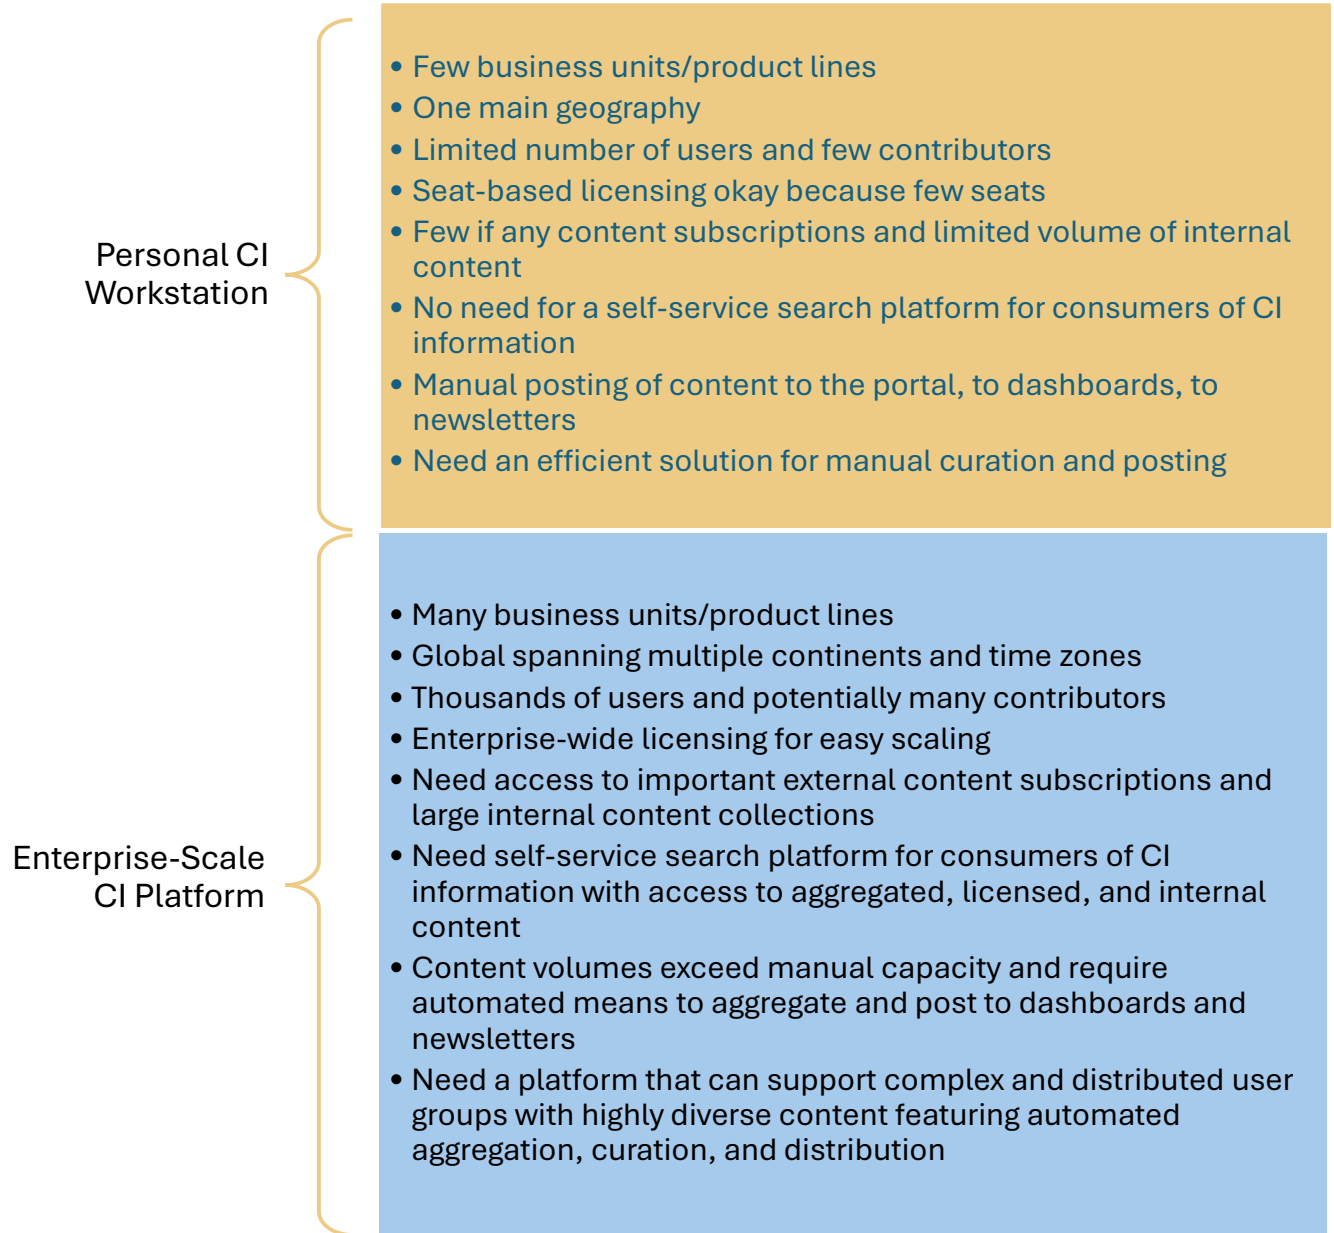 Personal CI
Workstation
• Few business units/product lines
• One main geography
• Limited number of users and few contributors
• Seat-based licensing okay because few seats
• Few if any content subscriptions and limited volume of internal
content
• No need for a self-service search platform for consumers of CI
information
• Manual posting of content to the portal, to dashboards, to
newsletters
• Need an efficient solution for manual curation and posting
Enterprise-Scale
CI Platform
• Many business units/product lines
• Global spanning multiple continents and time zones
• Thousands of users and potentially many contributors
• Enterprise-wide licensing for easy scaling
• Need access to important external content subscriptions and
large internal content collections
• Need self-service search platform for consumers of CI
information with access to aggregated, licensed, and internal
content
• Content volumes exceed manual capacity and require
automated means to aggregate and post to dashboards and
newsletters
• Need a platform that can support complex and distributed user
groups with highly diverse content featuring automated
aggregation, curation, and distribution